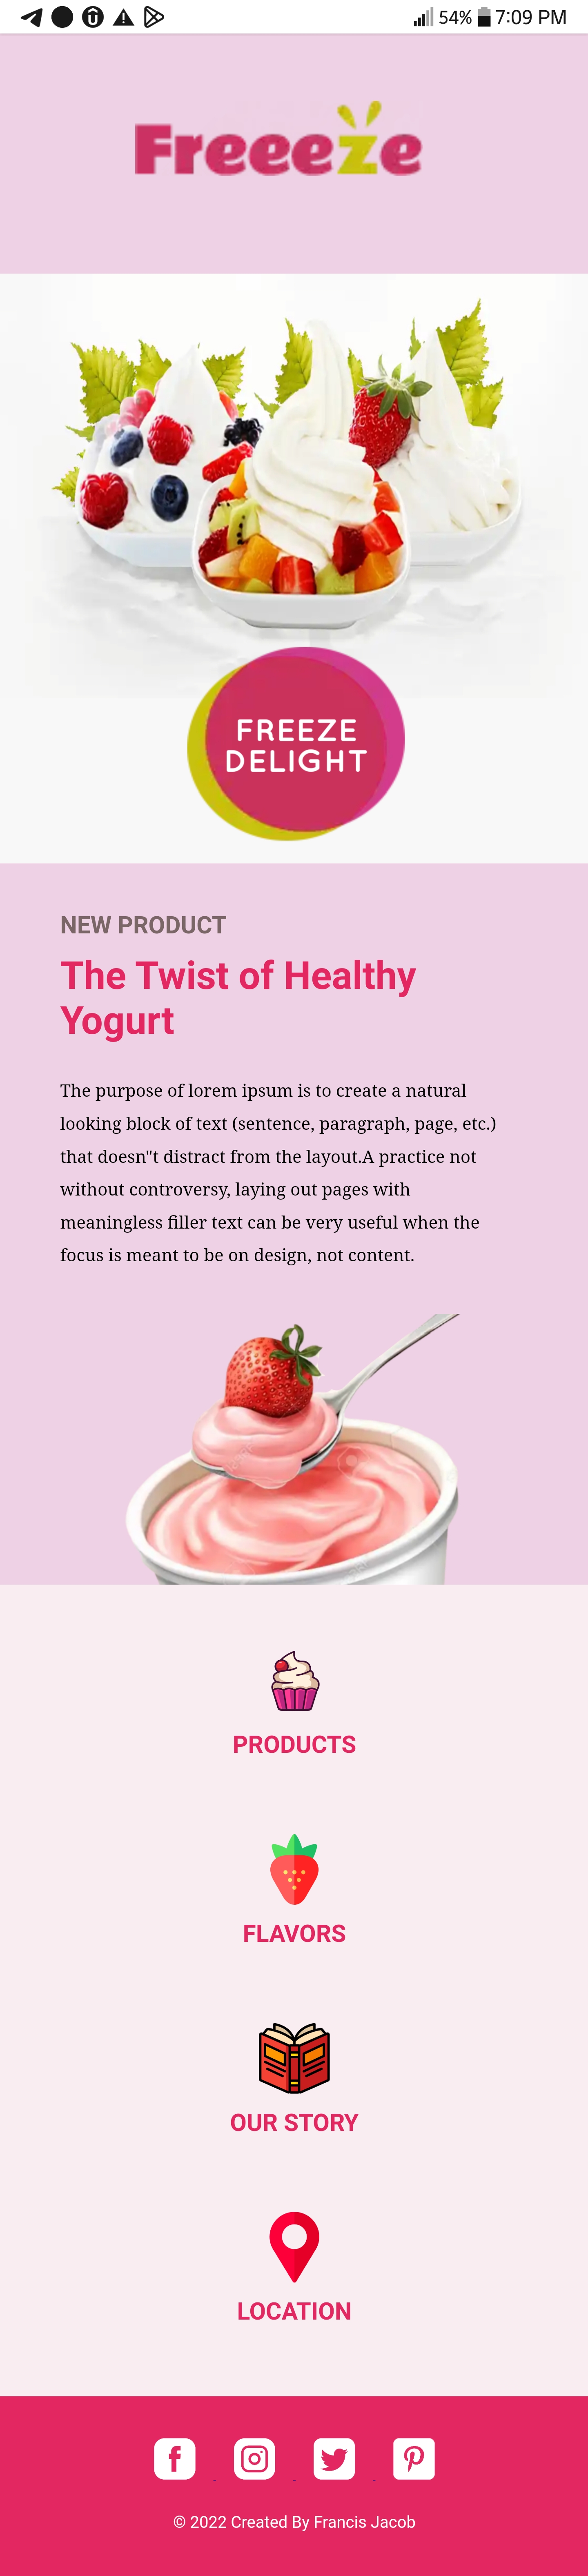 54% 7:09 PM
Freeeze
FREEZE
DELIGHT
NEW PRODUCT
The Twist of Healthy
Yogurt
The purpose of lorem ipsum is to create a natural
looking block of text (sentence, paragraph, page, etc.)
that doesn"t distract from the layout.A practice not
without controversy, laying out pages with
meaningless filler text can be very useful when the
focus is meant to be on design, not content.
PRODUCTS
FLAVORS
OUR STORY
LOCATION
© 2022 Created By Francis Jacob